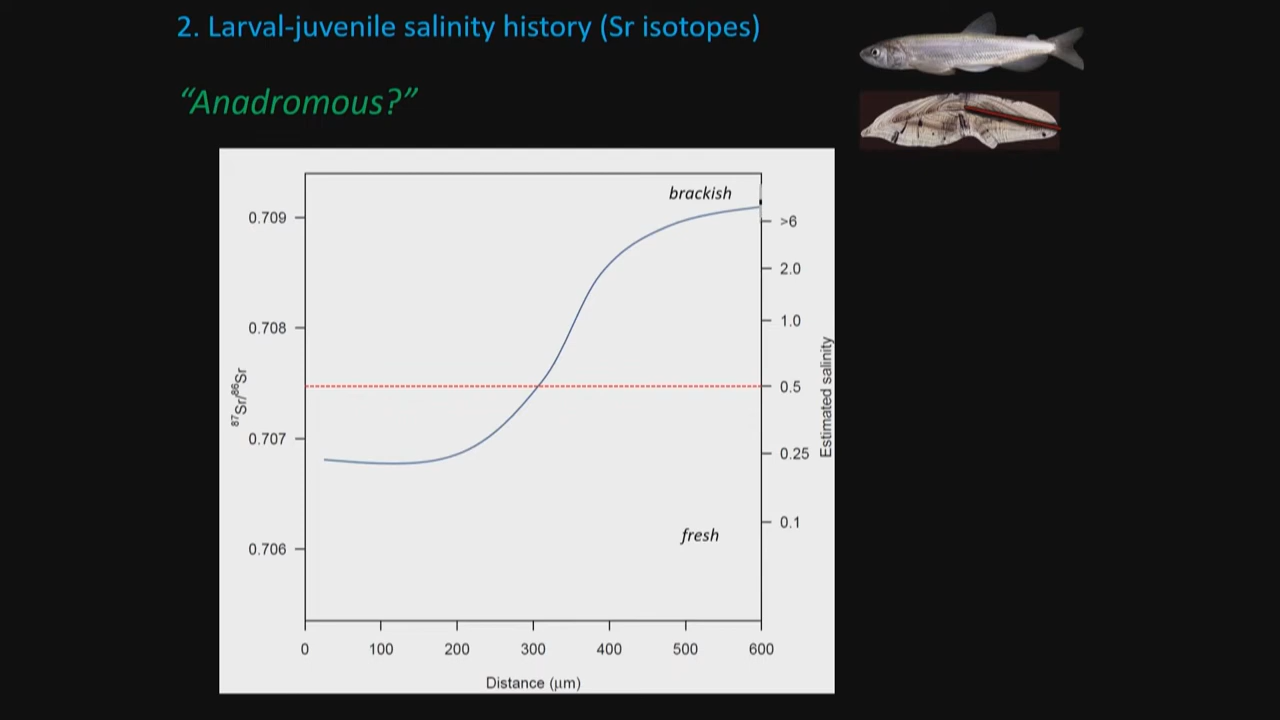 2. Larval-juvenile salinity history (Sr isotopes)
“Anadromous?”
brackish
fresh
0.709
0.708
0.707
0.706
87Sr/86Sr
>6
2.0
1.0
0.5
0.25
0.1
Estimated salinity
0 100 200 300 400 500 600
Distance (µm)